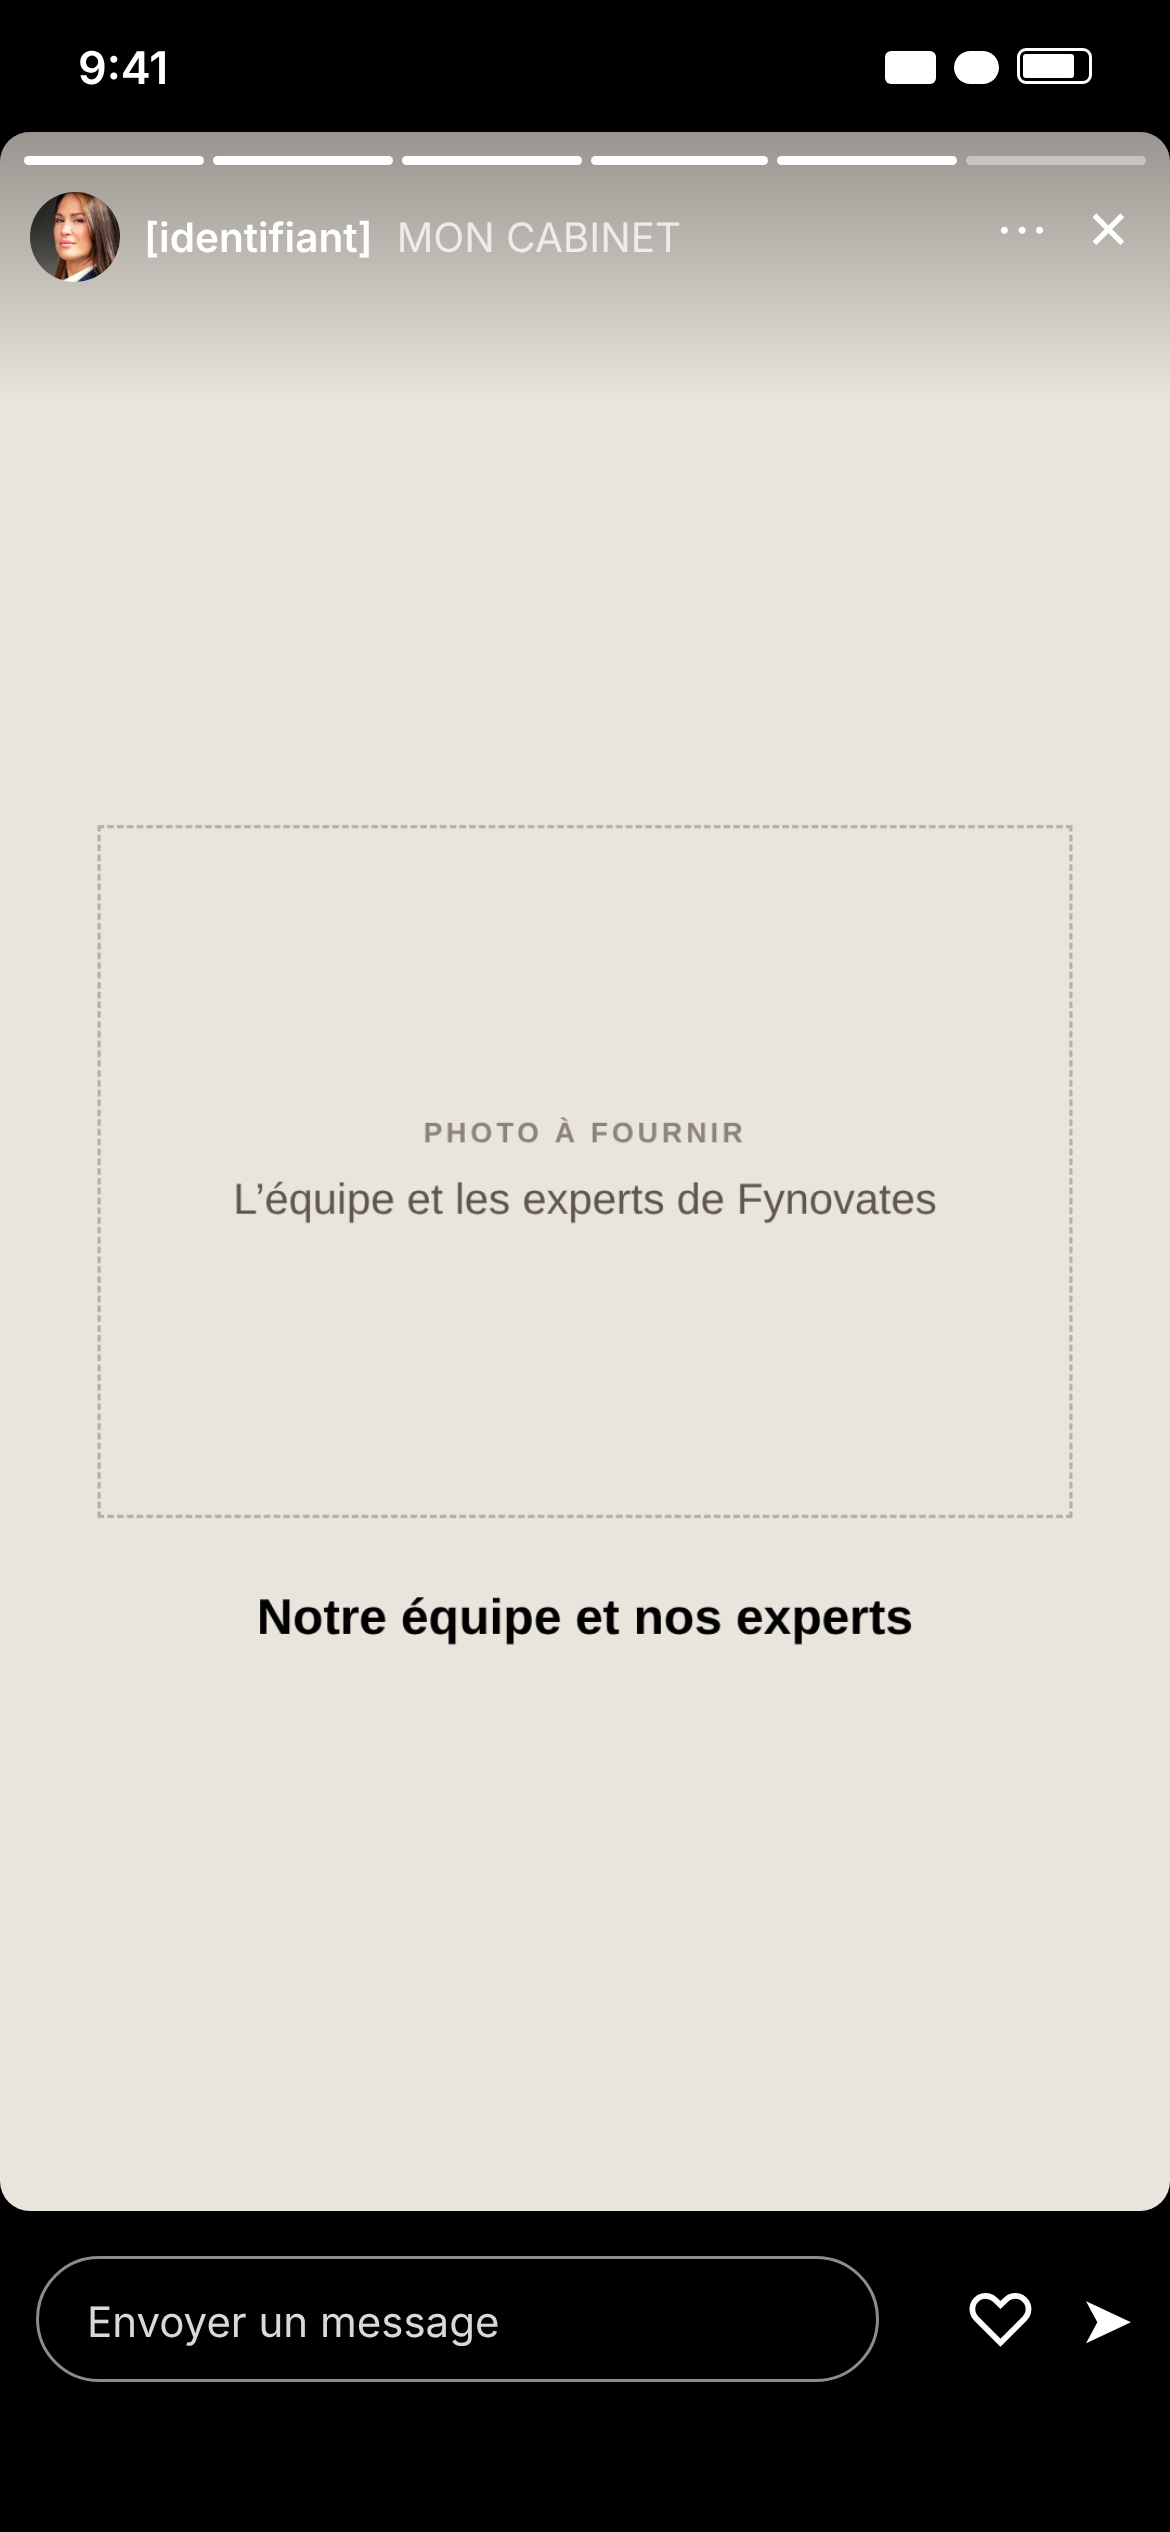 9:41
[identifiant] MON CABINET
PHOTO À FOURNIR
L’équipe et les experts de Fynovates
Notre équipe et nos experts
Envoyer un message